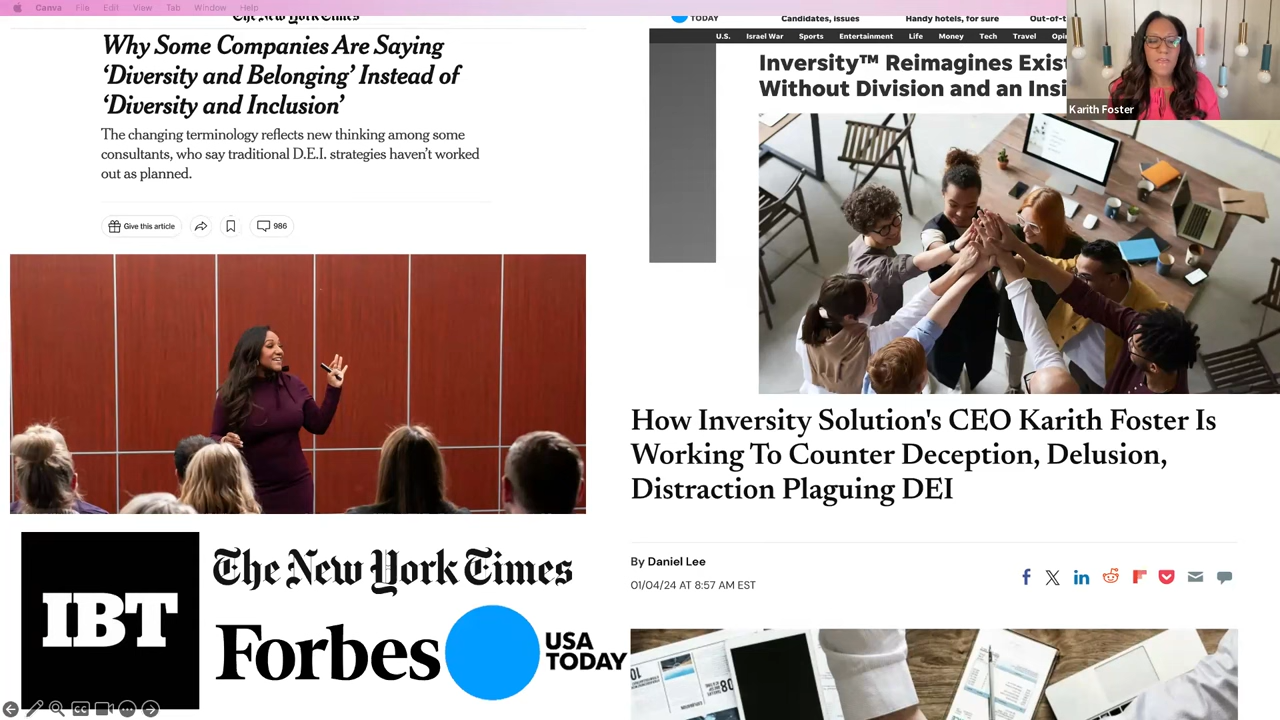 Canva File Edit View Tab Window Help
The New York Times
Why Some Companies Are Saying
‘Diversity and Belonging’ Instead of
‘Diversity and Inclusion’
The changing terminology reflects new thinking among some
consultants, who say traditional D.E.I. strategies haven’t worked
out as planned.
Give this article
986
IBT
The New York Times
Forbes
USA
TODAY
TODAY
Candidates, issues
Handy hotels, for sure
U.S. Israel War Sports Entertainment Life Money Tech Travel
Inversity™ Reimagines
Without Division and an
Karith Foster
How Inversity Solution's CEO Karith Foster Is
Working To Counter Deception, Delusion,
Distraction Plaguing DEI
By Daniel Lee
01/04/24 AT 8:57 AM EST
CC